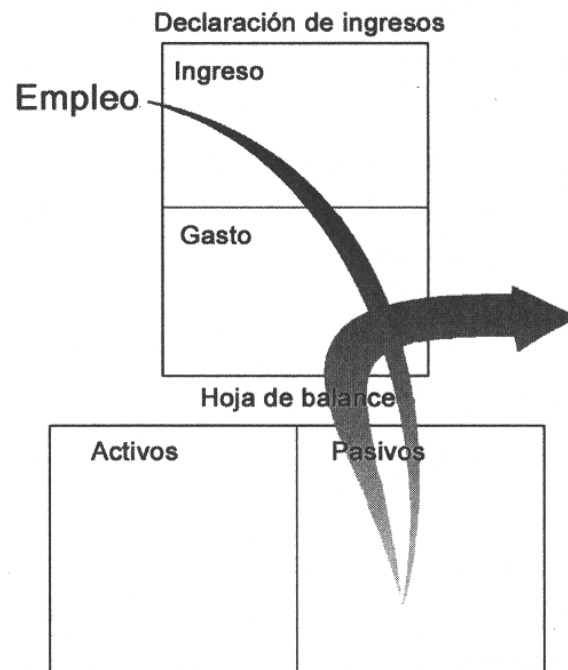 Declaración de ingresos
Ingreso
Empleo
Gasto
Hoja de balance
Activos
Pasivos